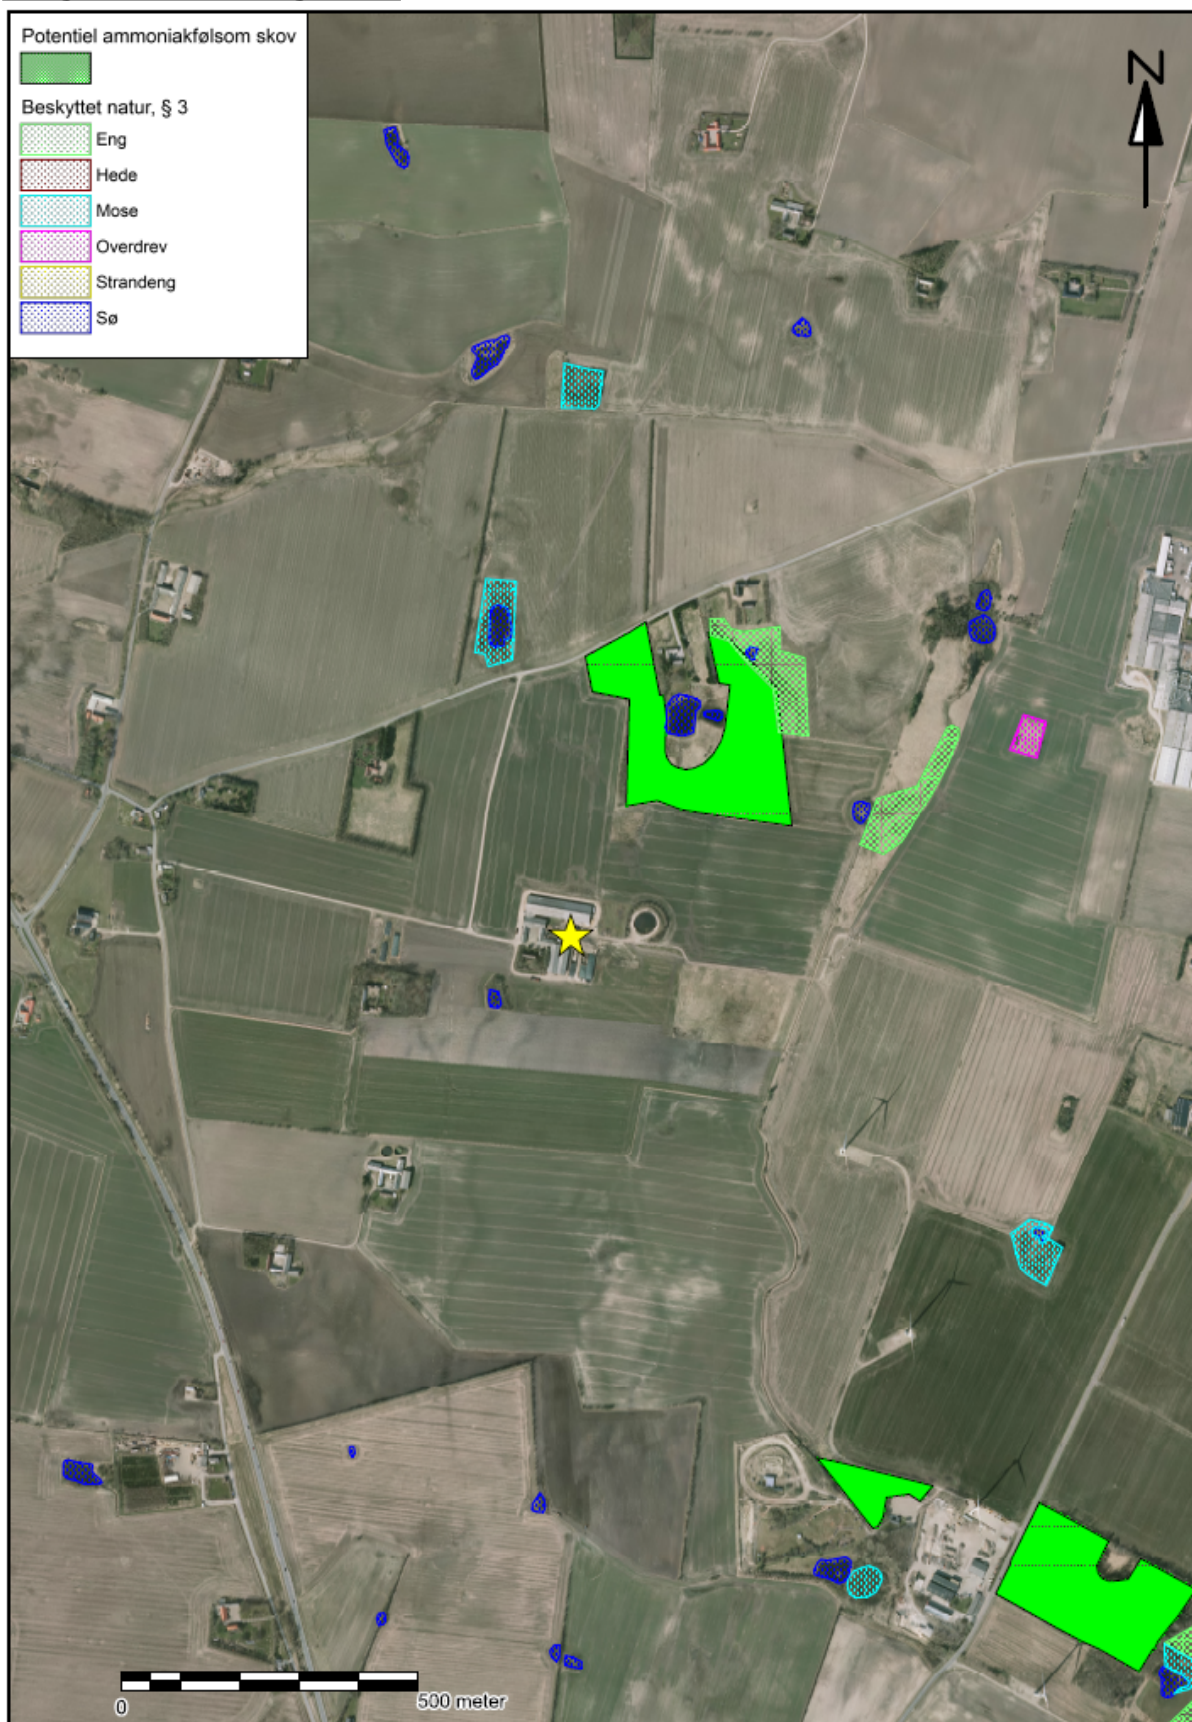 Potentiel ammoniakfølsom skov
Beskyttet natur, § 3
Eng
Hede
Mose
Overdrev
Strandeng
Sø
N
0
500 meter